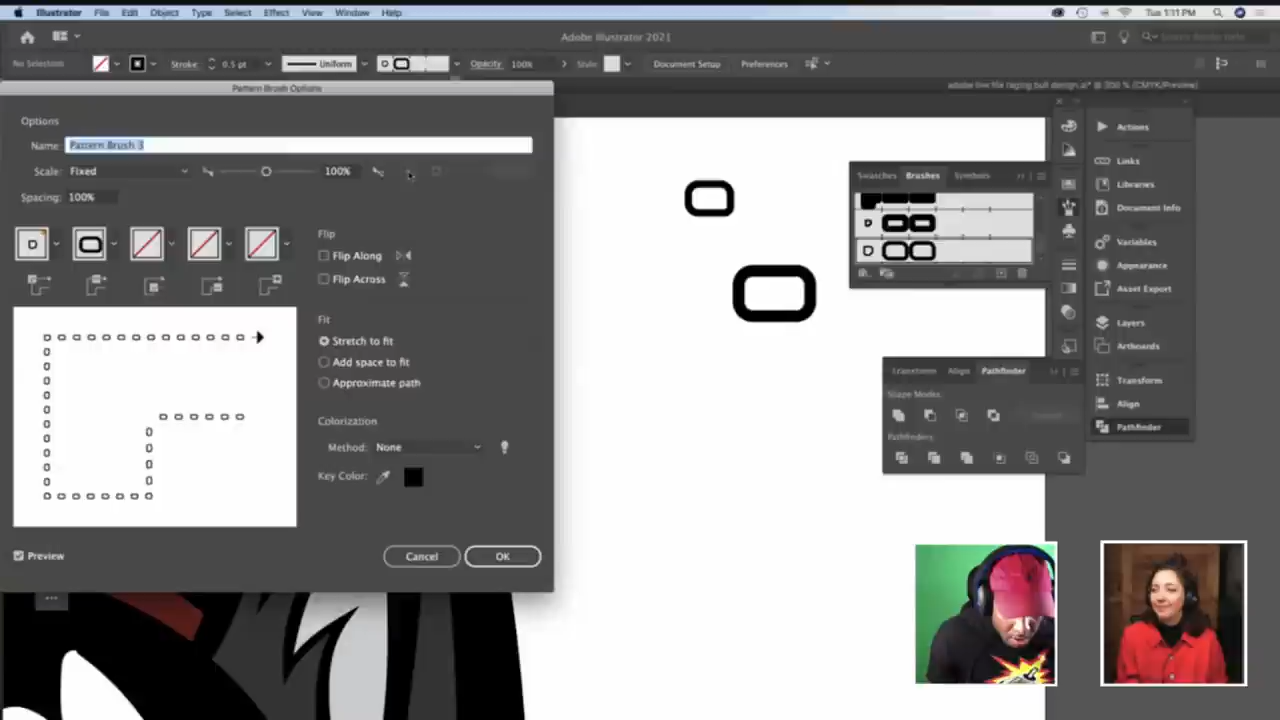 Illustrator File Edit Object Type Select Effect View Window Help
Tue 1:11 PM
Adobe Illustrator 2021
No Selection
Stroke: 0.5 pt
Uniform
Opacity: 100%
Style:
Document Setup
Preferences
Pattern Brush Options
adobe live file raging bull design.ai* @ 300 % (CMYK/Preview)
Options
Name: Pattern Brush 3
Scale: Fixed 100%
Spacing: 100%
Flip
Flip Along
Flip Across
Fit
Stretch to fit
Add space to fit
Approximate path
Colorization
Method: None
Key Color:
Preview
Cancel
OK
Swatches Brushes Symbols
Transform Align Pathfinder
Shape Modes:
Pathfinders:
Actions
Links
Libraries
Document Info
Variables
Appearance
Asset Export
Layers
Artboards
Transform
Align
Pathfinder